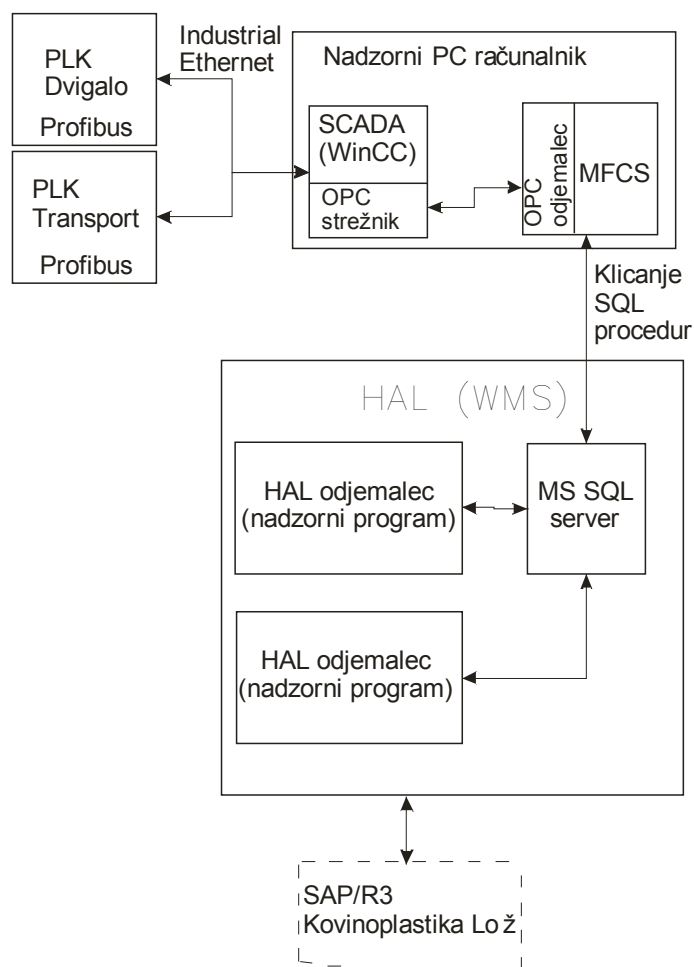 PLK
Dvigalo
Profibus
PLK
Transport
Profibus
Industrial
Ethernet
Nadzorni PC računalnik
SCADA
(WinCC)
OPC
strežnik
OPC
odjemalec
MFCS
Klicanje
SQL
procedur
HAL (WMS)
HAL odjemalec
(nadzorni program)
MS SQL
server
HAL odjemalec
(nadzorni program)
SAP/R3
Kovinoplastika Lož